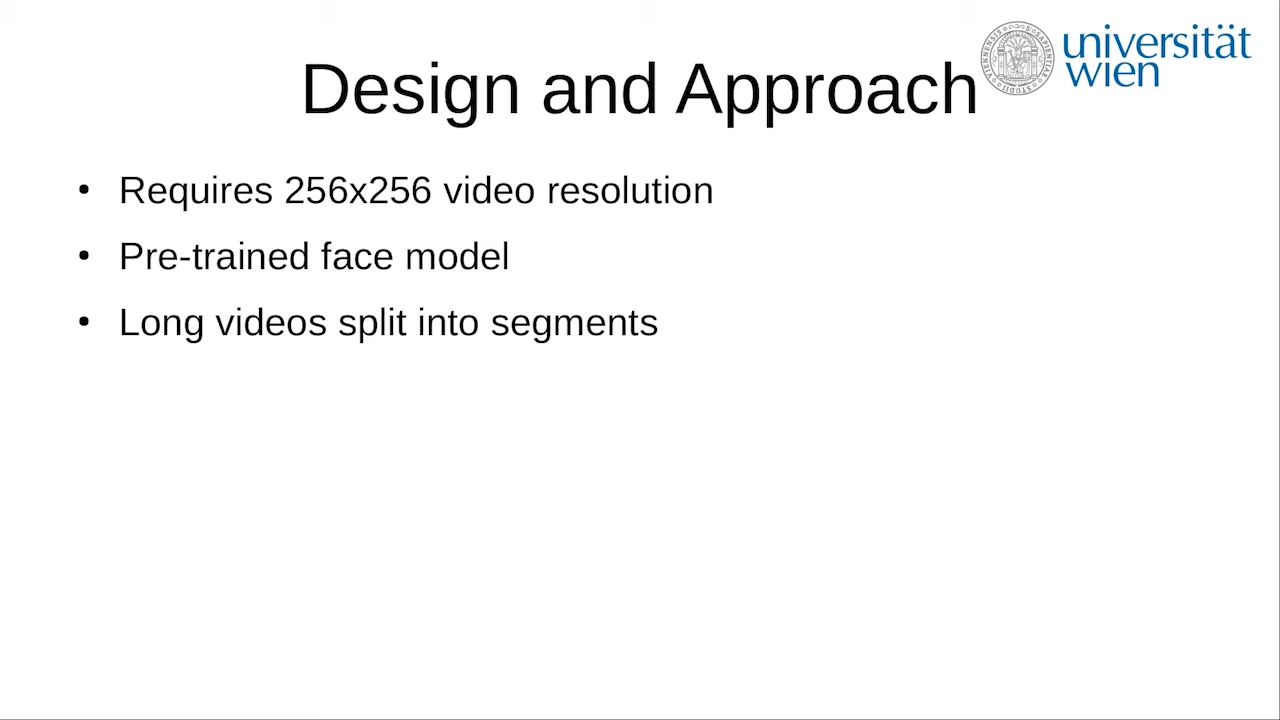 universität
wien
Design and Approach
• Requires 256x256 video resolution
• Pre-trained face model
• Long videos split into segments